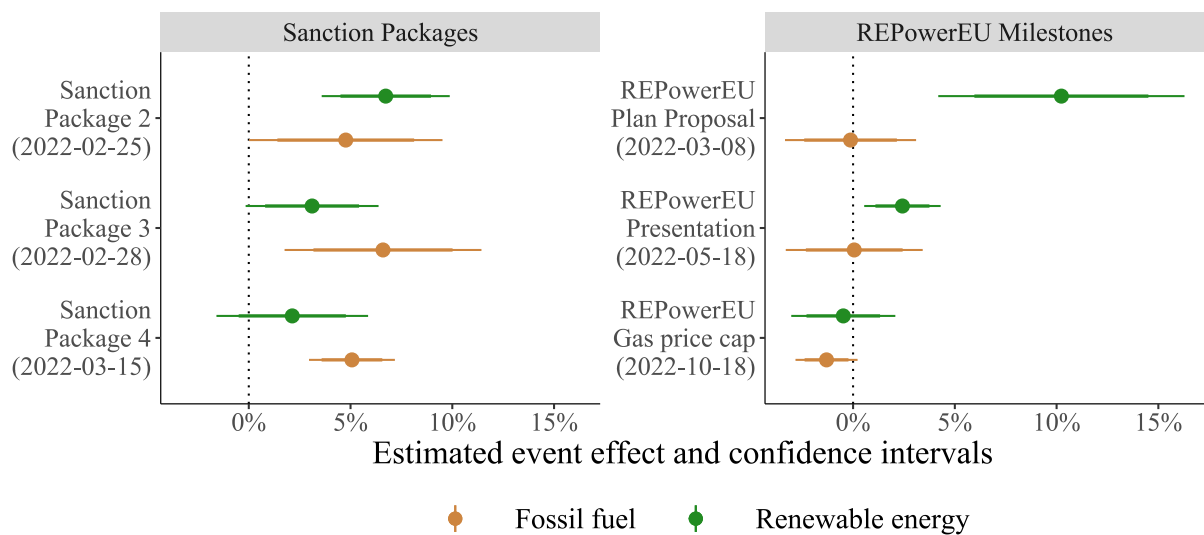 Sanction Packages
Sanction
Package 2
(2022-02-25)
Sanction
Package 3
(2022-02-28)
Sanction
Package 4
(2022-03-15)
0% 5% 10% 15%
REPowerEU Milestones
REPowerEU
Plan Proposal
(2022-03-08)
REPowerEU
Presentation
(2022-05-18)
REPowerEU
Gas price cap
(2022-10-18)
0% 5% 10% 15%
Estimated event effect and confidence intervals
Fossil fuel Renewable energy